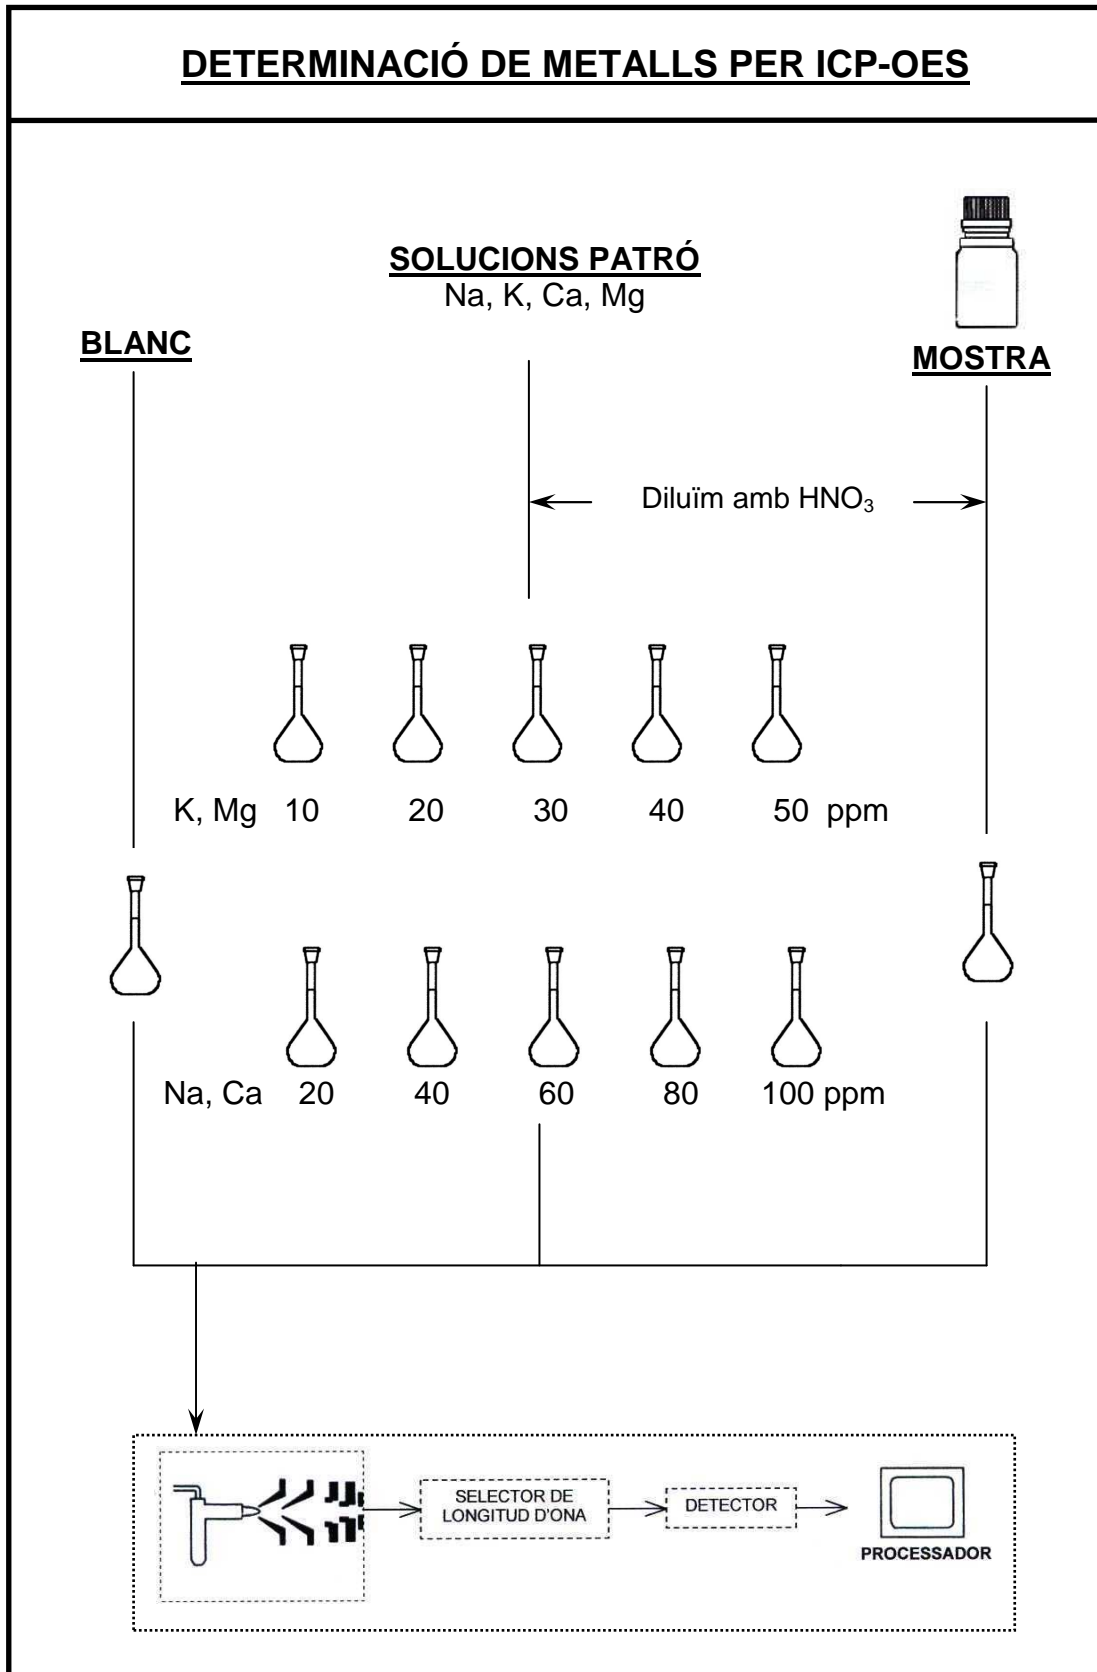 DETERMINACIÓ DE METALLS PER ICP-OES
SOLUCIONS PATRÓ
Na, K, Ca, Mg
BLANC
MOSTRA
Diluïm amb HNO₃
K, Mg 10 20 30 40 50 ppm
Na, Ca 20 40 60 80 100 ppm
SELECTOR DE
LONGITUD D'ONA
DETECTOR
PROCESSADOR